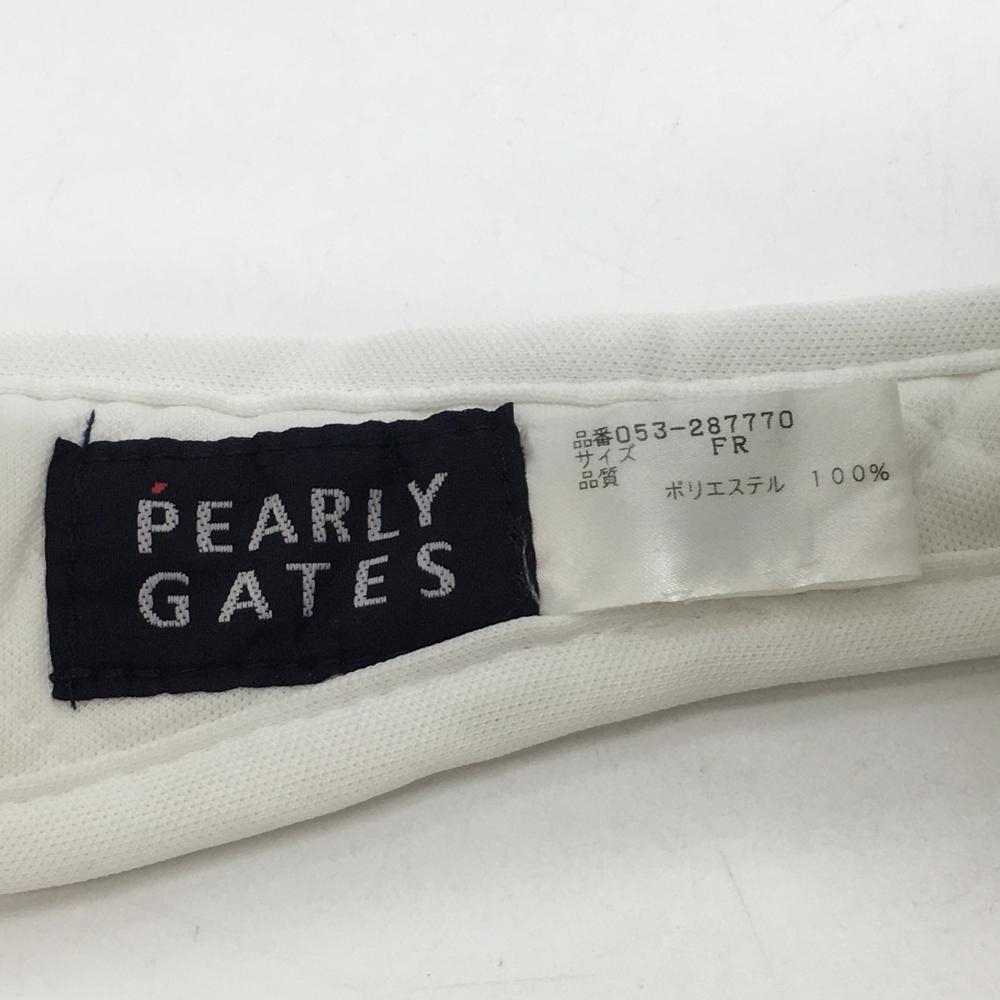 PEARLY
GATES
品番053-287770
サイズ FR
品質 ポリエステル 100%